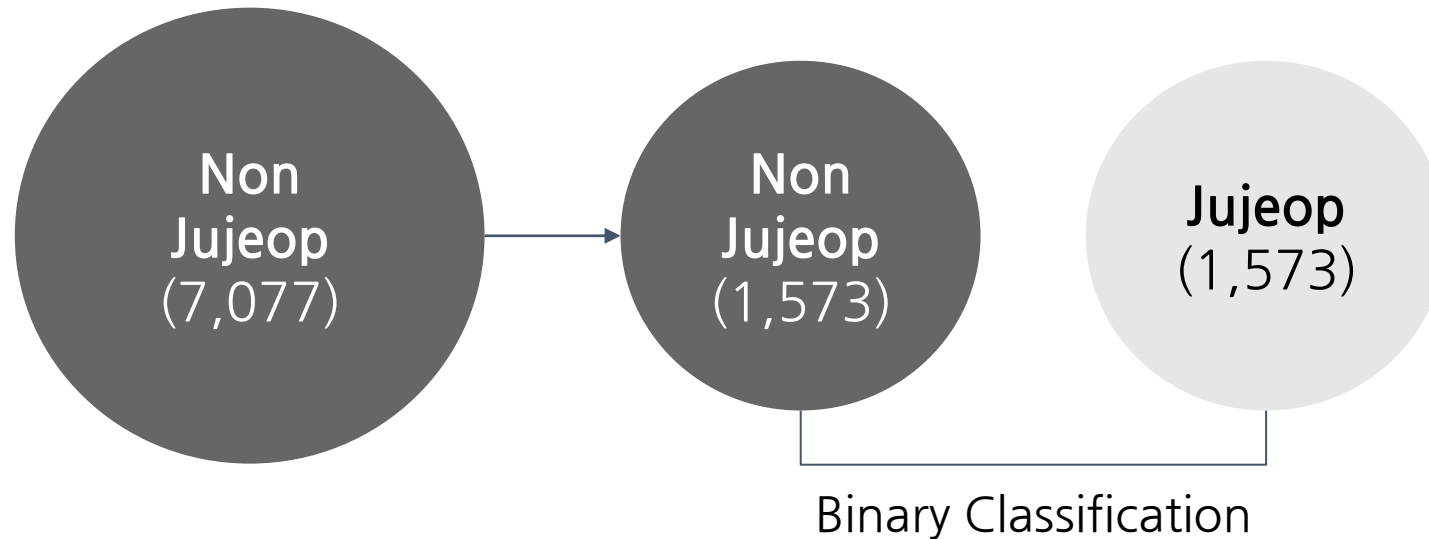 Non
Jujeop
(7,077)
Non
Jujeop
(1,573)
Jujeop
(1,573)
Binary Classification